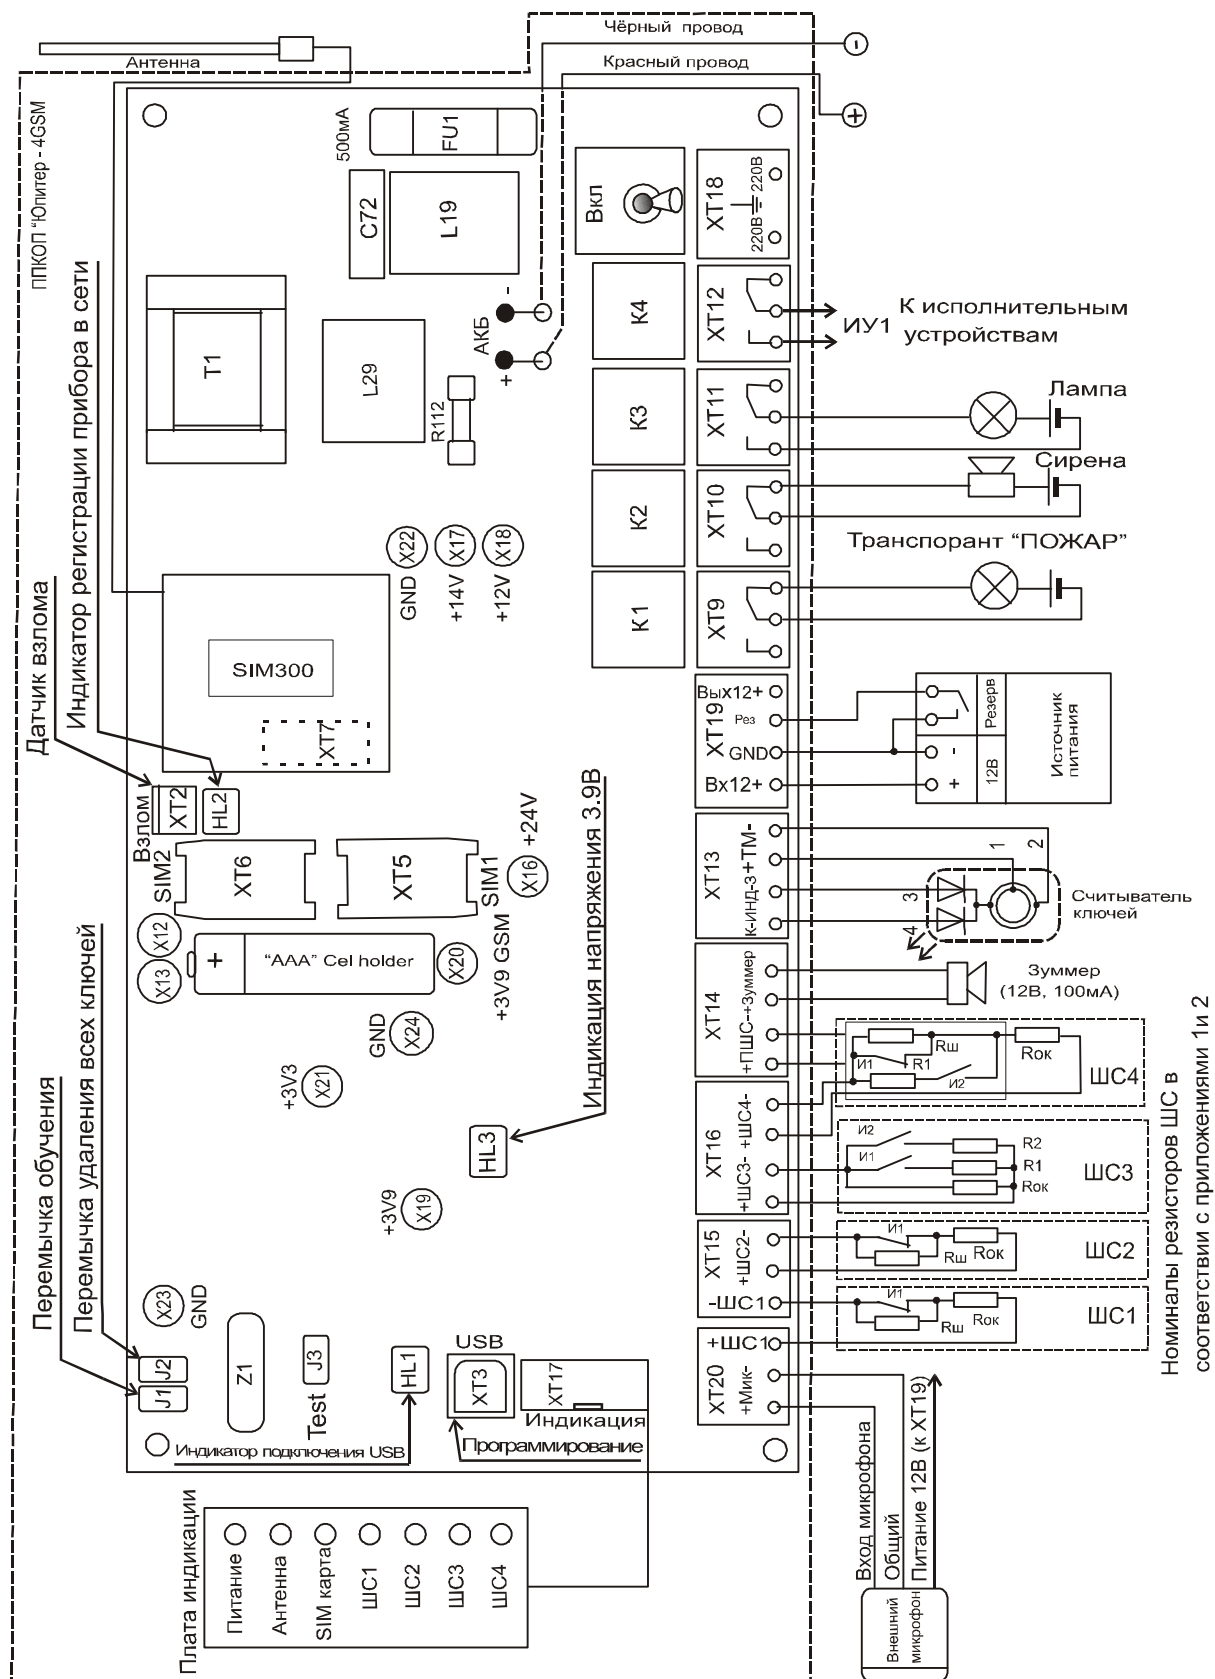 Чёрный провод
-
Антенна
Красный провод
+
ППКОП "Юпитер - 4GSM
500мА
FU1
C72
L19
Вкл
XT18
220В 220В
Индикатор регистрации прибора в сети
T1
L29
АКБ
-
+
R112
K4
XT12
ИУ1
К исполнительным
устройствам
K3
XT11
Лампа
K2
XT10
Сирена
Транспорант “ПОЖАР”
K1
XT9
X22
GND
X17
+14V
X18
+12V
SIM300
XT7
Датчик взлома
Взлом
XT2
HL2
XT19
Вых12+
Рез
GND
Вх12+
Резерв
12В
-
+
Источник
питания
SIM2
XT6
XT5
SIM1
X16
+24V
Индикация напряжения 3.9В
XT13
К-ИНД-З+ТМ-
1
2
3
4
Считыватель
ключей
X12
X13
+
“AAA” Cel holder
X20
+3V9 GSM
GND
X24
+3V3
X21
XT14
+ПШС-+Зуммер
Зуммер
(12В, 100мА)
И1
Rш
R1
И2
Rок
ШС4
XT16
+ШС3- +ШС4-
И2
И1
R2
R1
Rок
ШС3
HL3
+3V9
X19
XT15
+ШС2-
-ШС1
И1
Rш
Rок
ШС2
И1
Rш
Rок
ШС1
Номиналы резисторов ШС в
соответствии с приложениями 1и 2
Перемычка обучения
Перемычка удаления всех ключей
X23
GND
J2
J1
Z1
Test
J3
HL1
USB
XT3
XT17
Индикация
Программирование
Индикатор подключения USB
+ШС1
XT20
+Мик-
Вход микрофона
Общий
Питание 12В (к XT19)
Внешний
микрофон
Плата индикации
Питание
Антенна
SIM карта
ШС1
ШС2
ШС3
ШС4